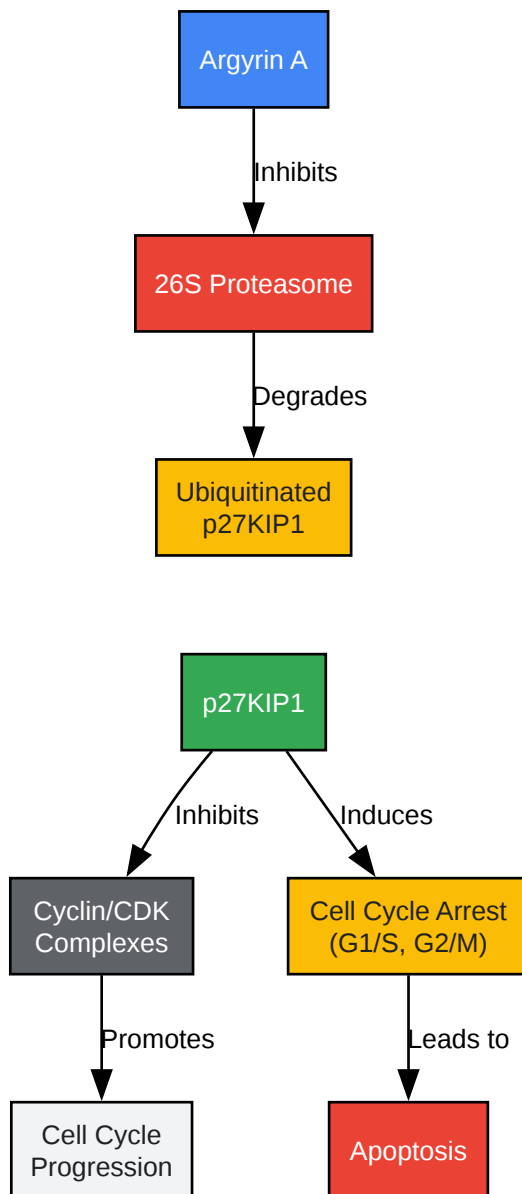 Argyrin A
Inhibits
26S Proteasome
Degrades
Ubiquitinated
p27KIP1
p27KIP1
Inhibits
Induces
Cyclin/CDK
Complexes
Cell Cycle Arrest
(G1/S, G2/M)
Promotes
Leads to
Cell Cycle
Progression
Apoptosis